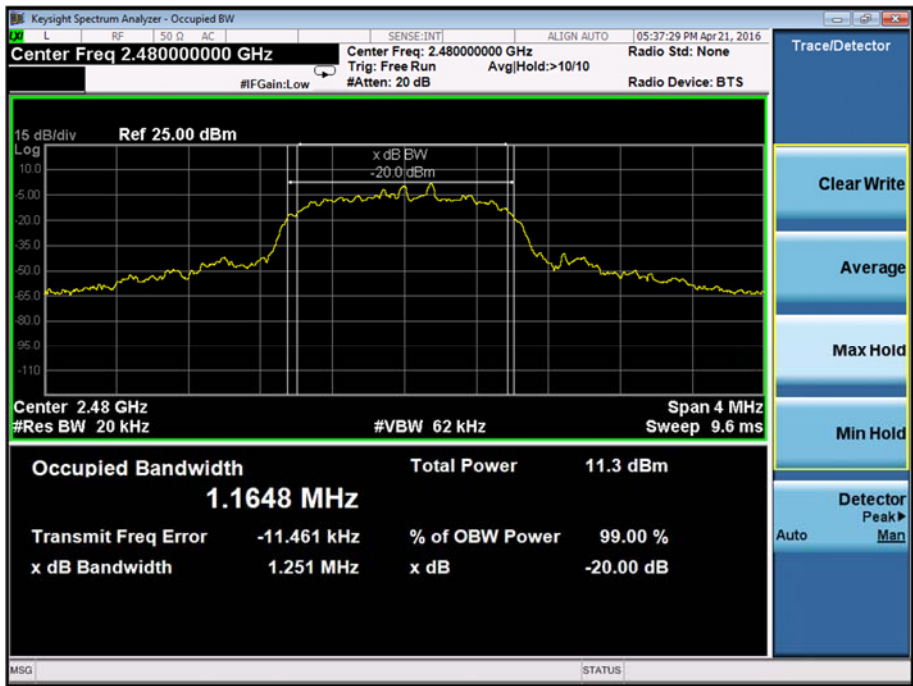 Keysight Spectrum Analyzer - Occupied BW
LXI L RF 50 Ω AC SENSE:INT ALIGN AUTO 05:37:29 PM Apr 21, 2016
Center Freq 2.480000000 GHz
Center Freq: 2.480000000 GHz
Radio Std: None
Trig: Free Run Avg|Hold:>10/10
#IFGain:Low
#Atten: 20 dB
Radio Device: BTS
15 dB/div Ref 25.00 dBm
Log
10.0
-5.00
-20.0
-35.0
-50.0
-65.0
-80.0
-95.0
-110
x dB BW
-20.0 dBm
Center 2.48 GHz
Span 4 MHz
#Res BW 20 kHz
#VBW 62 kHz
Sweep 9.6 ms
Occupied Bandwidth
1.1648 MHz
Total Power 11.3 dBm
Transmit Freq Error -11.461 kHz
% of OBW Power 99.00 %
x dB Bandwidth 1.251 MHz
x dB -20.00 dB
Trace/Detector
Clear Write
Average
Max Hold
Min Hold
Detector
Peak▶
Auto Man
MSG
STATUS